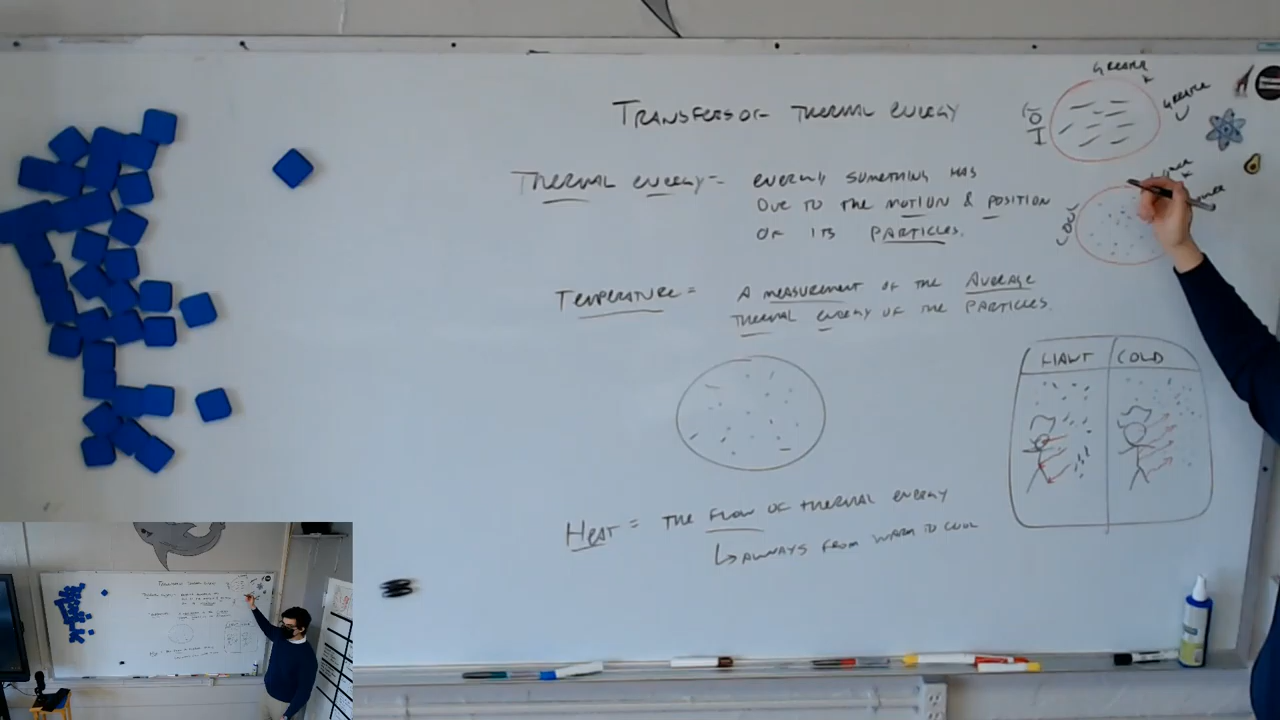 TRANSFERS OF THERMAL ENERGY
THERMAL ENERGY = ENERGY SOMETHING HAS
DUE TO THE MOTION & POSITION
OF ITS PARTICLES.
TEMPERATURE = A MEASUREMENT OF THE AVERAGE
THERMAL ENERGY OF THE PARTICLES.
HEAT = THE FLOW OF THERMAL ENERGY
↳ ALWAYS FROM WARM TO COOL
GREATER
GREATER
HOT
COOL
COLD